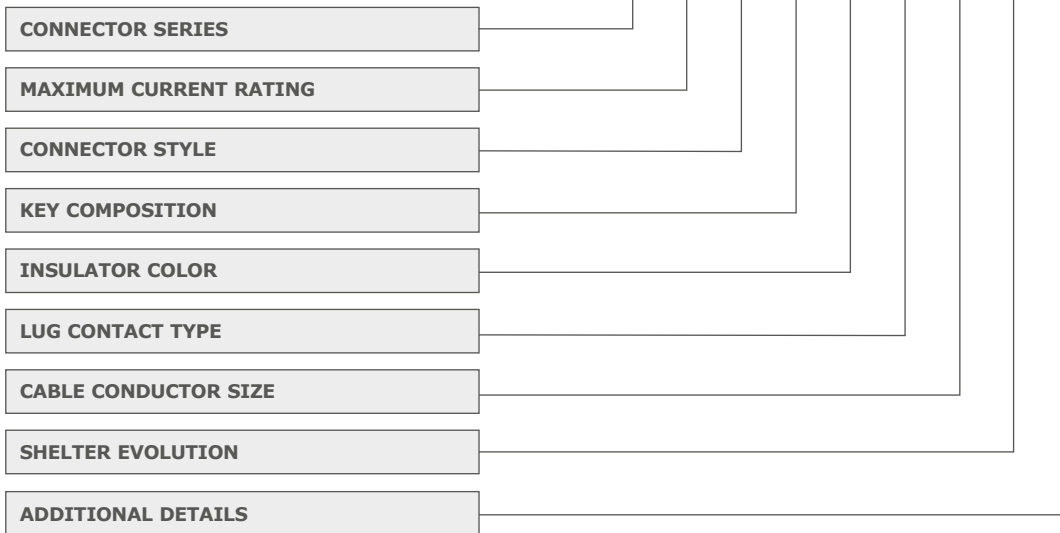 CONNECTOR SERIES
MAXIMUM CURRENT RATING
CONNECTOR STYLE
KEY COMPOSITION
INSULATOR COLOR
LUG CONTACT TYPE
CABLE CONDUCTOR SIZE
SHELTER EVOLUTION
ADDITIONAL DETAILS